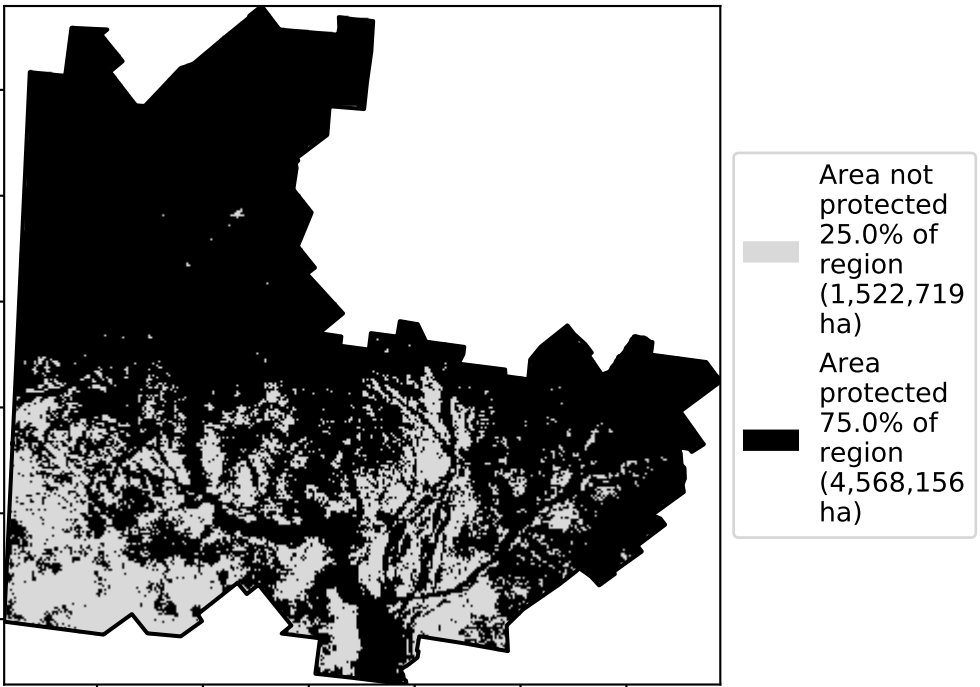 Area not
protected
25.0% of
region
(1,522,719
ha)
Area
protected
75.0% of
region
(4,568,156
ha)